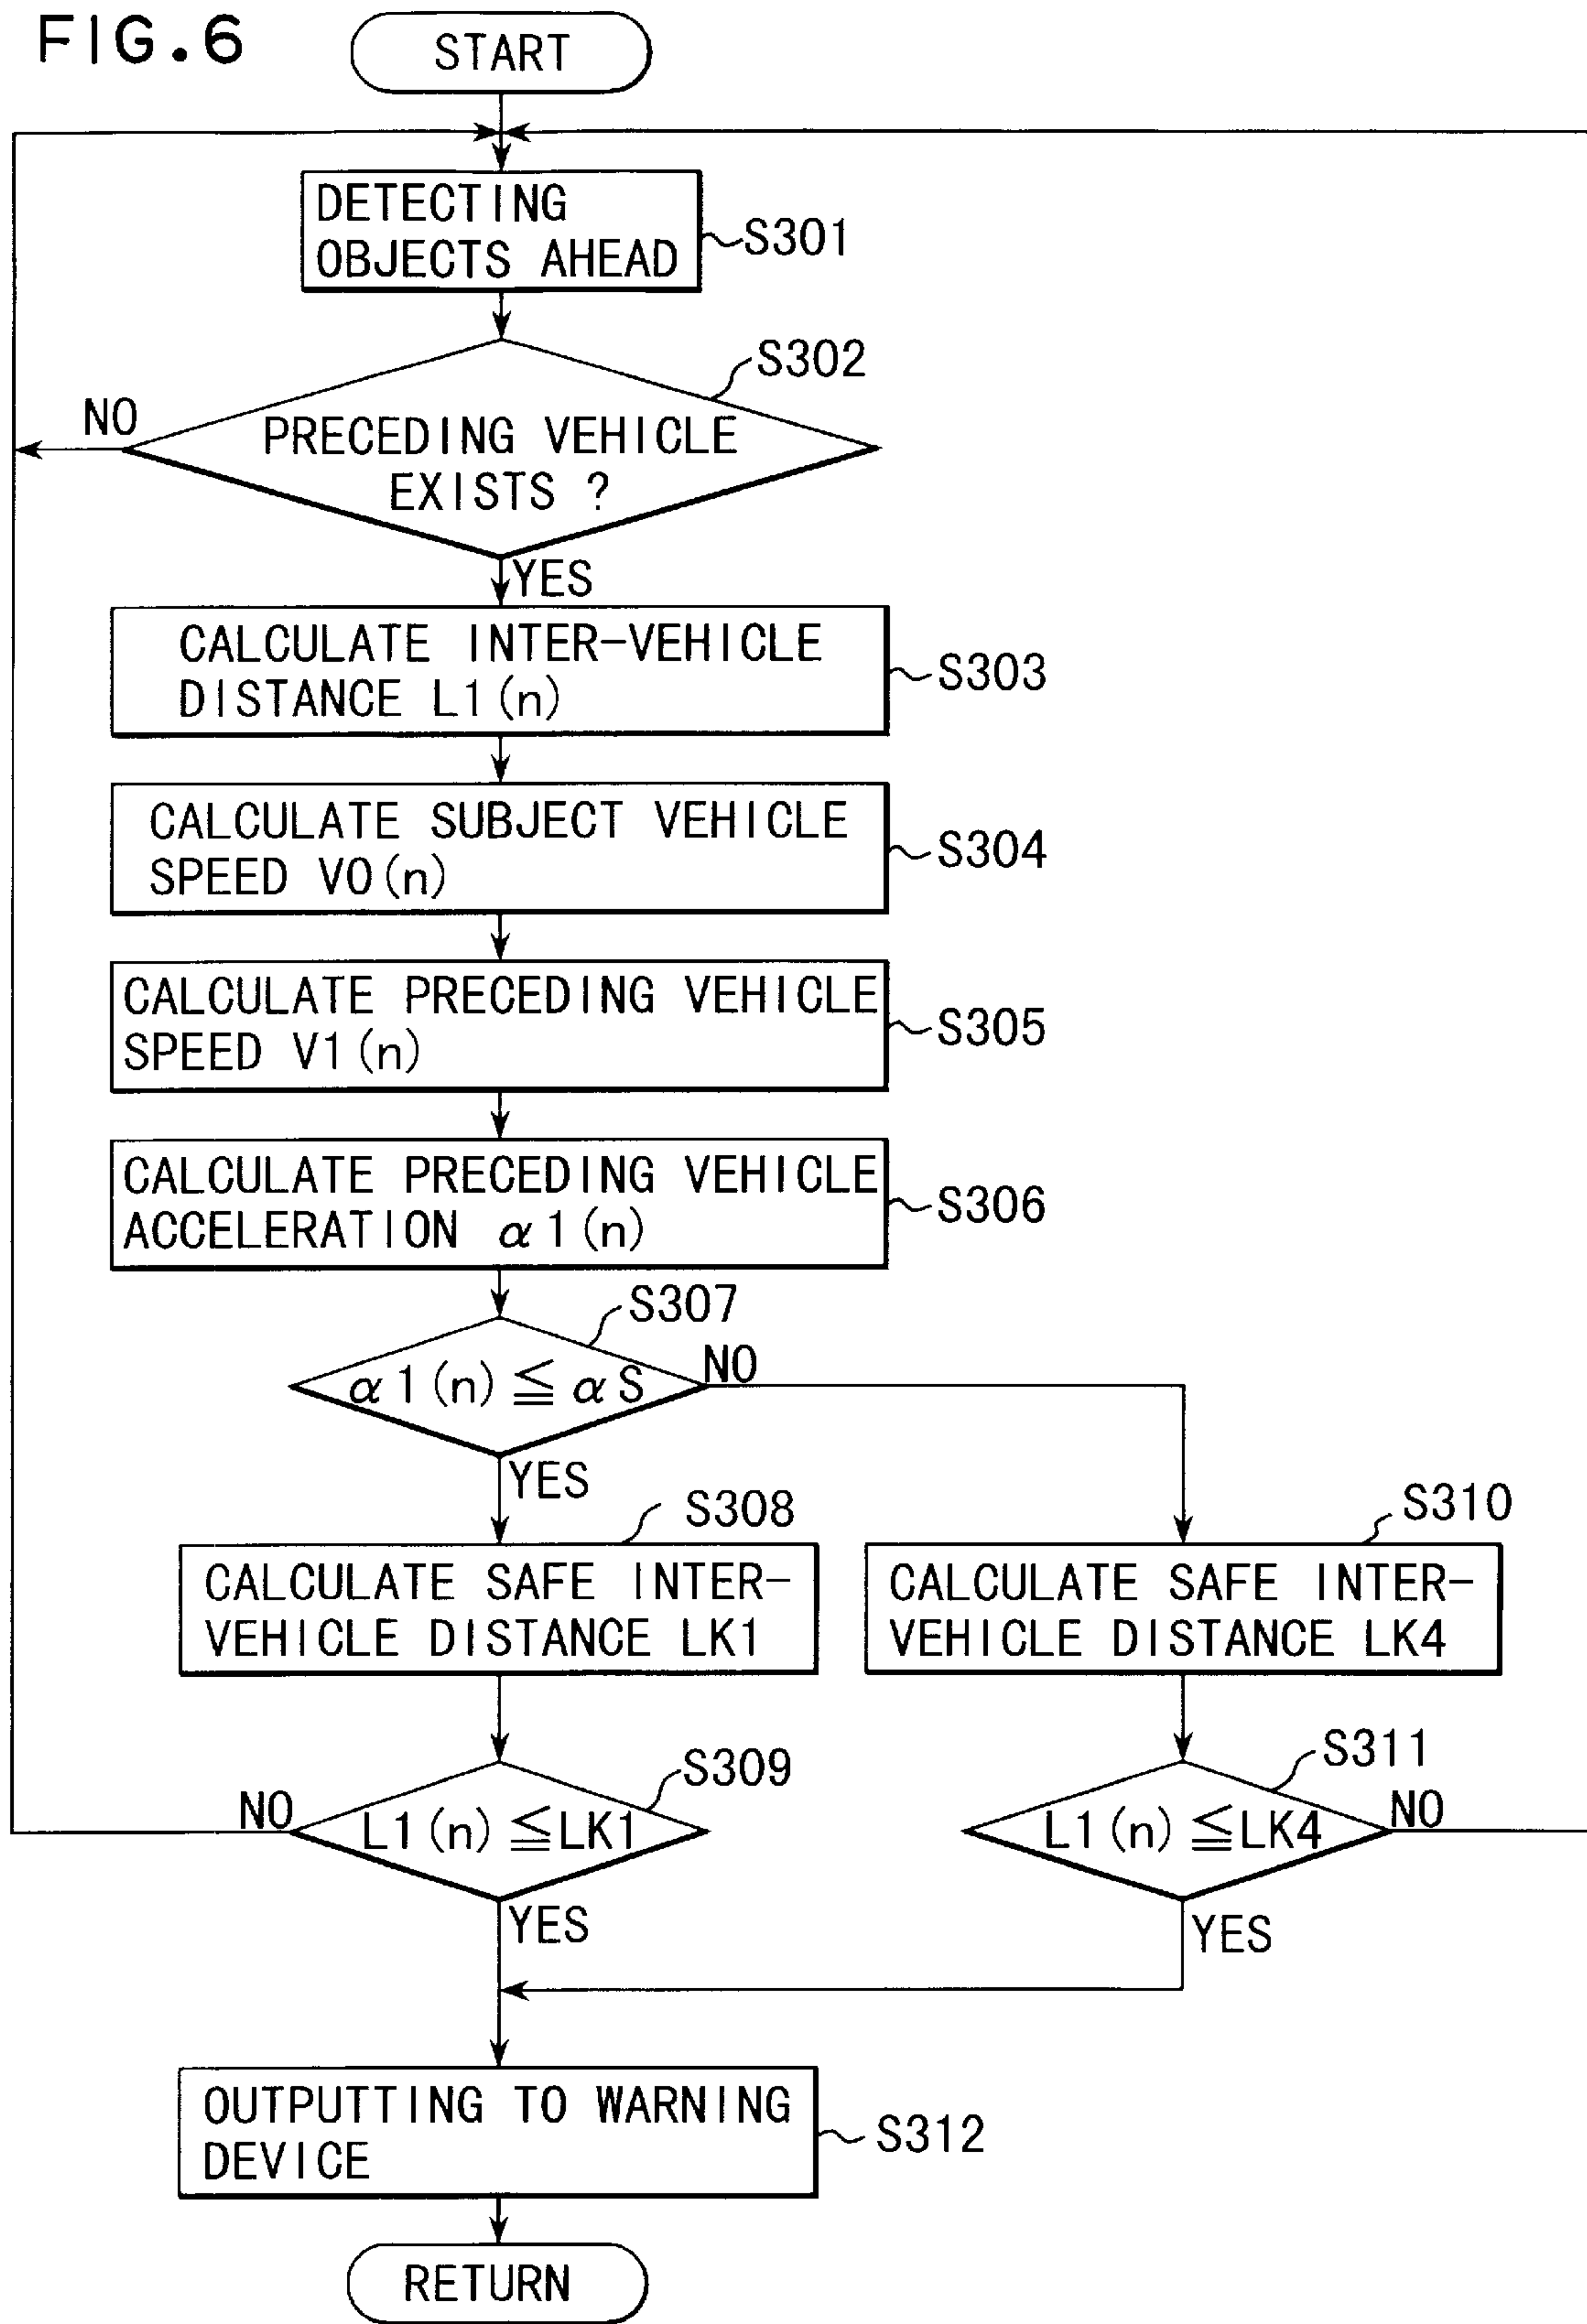 FIG.6
START
DETECTING
OBJECTS AHEAD
S301
S302
NO
PRECEDING VEHICLE
EXISTS ?
YES
CALCULATE INTER-VEHICLE
DISTANCE L1(n)
S303
CALCULATE SUBJECT VEHICLE
SPEED V0(n)
S304
CALCULATE PRECEDING VEHICLE
SPEED V1(n)
S305
CALCULATE PRECEDING VEHICLE
ACCELERATION α1(n)
S306
S307
α1(n) ≦ αS
NO
YES
S308
CALCULATE SAFE INTER-
VEHICLE DISTANCE LK1
S310
CALCULATE SAFE INTER-
VEHICLE DISTANCE LK4
S309
NO
L1(n) ≦LK1
YES
S311
L1(n) ≦LK4
NO
YES
OUTPUTTING TO WARNING
DEVICE
S312
RETURN